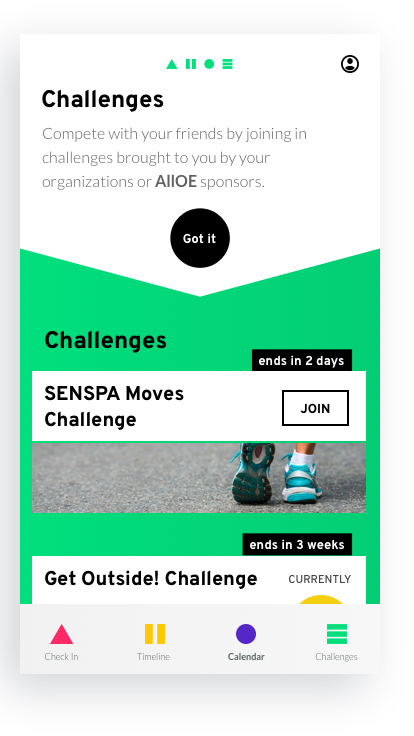 Challenges
Compete with your friends by joining in
challenges brought to you by your
organizations or AllOE sponsors.
Got it
Challenges
ends in 2 days
SENSPA Moves
Challenge
JOIN
ends in 3 weeks
Get Outside! Challenge
CURRENTLY
Check In
Timeline
Calendar
Challenges